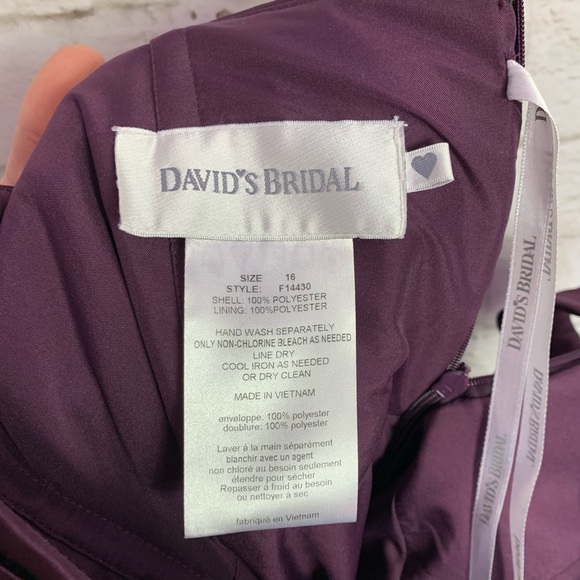 DAVID'S BRIDAL
SIZE 16
STYLE: F14430
SHELL: 100% POLYESTER
LINING: 100%POLYESTER
HAND WASH SEPARATELY
ONLY NON-CHLORINE BLEACH AS NEEDED
LINE DRY
COOL IRON AS NEEDED
OR DRY CLEAN
MADE IN VIETNAM
enveloppe: 100% polyester
doublure: 100% polyester
Laver à la main séparément
blanchir avec un agent
non chloré au besoin seulement
étendre pour sécher
Repasser à froid au besoin
ou nettoyer à sec
fabriqué en Vietnam
DAVID'S BRIDAL
DAVID'S BRIDAL
DAVID'S BRIDAL